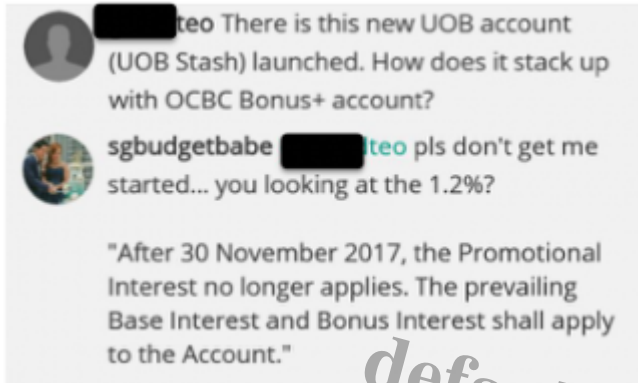 teo There is this new UOB account
(UOB Stash) launched. How does it stack up
with OCBC Bonus+ account?
sgbudgetbabe teo pls don't get me
started... you looking at the 1.2%?
"After 30 November 2017, the Promotional
Interest no longer applies. The prevailing
Base Interest and Bonus Interest shall apply
to the Account."